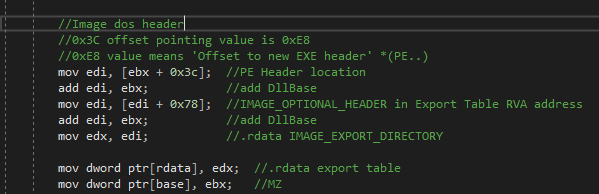 //Image dos header
//0x3C offset pointing value is 0xE8
//0xE8 value means 'Offset to new EXE header' *(PE..)
mov edi, [ebx + 0x3c];  //PE Header location
add edi, ebx;           //add DllBase
mov edi, [edi + 0x78];  //IMAGE_OPTIONAL_HEADER in Export Table RVA address
add edi, ebx;           //add DllBase
mov edx, edi;           //.rdata IMAGE_EXPORT_DIRECTORY
mov dword ptr[rdata], edx;  //.rdata export table
mov dword ptr[base], ebx;   //MZ